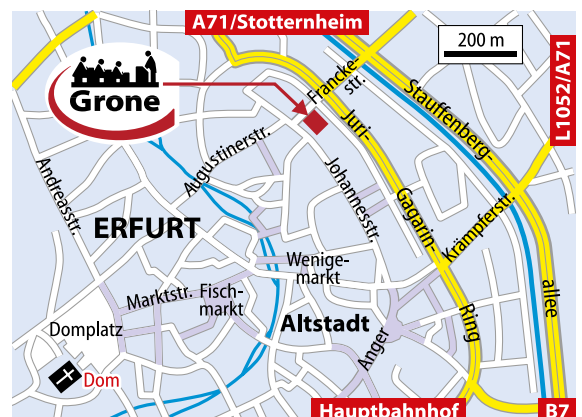 A71/Stotternheim
200 m
L1052/A71
Grone
Francke-
str.
Stauffenberg-
allee
Juri-
Gagarin-
Ring
Augustinerstr.
Johannesstr.
Andreasstr.
Krämpferstr.
ERFURT
Wenige-
markt
Marktstr.
Fisch-
markt
Domplatz
Altstadt
Anger
Dom
Hauptbahnhof
B7